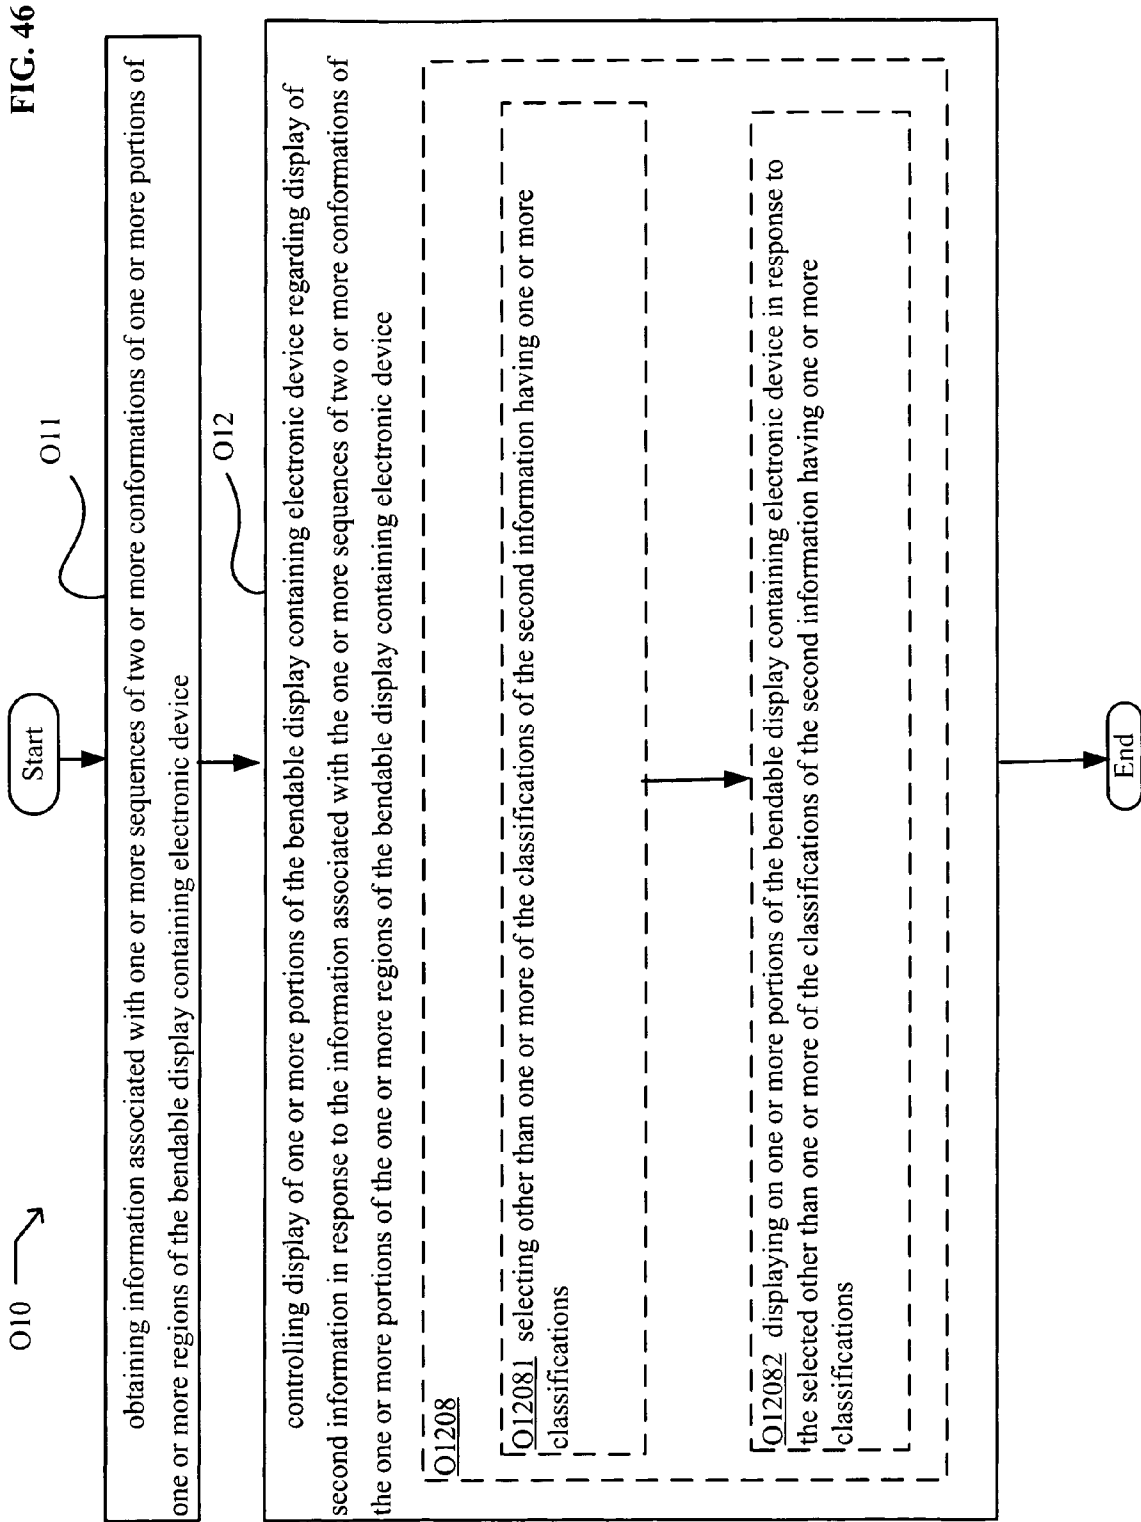 FIG. 46
O10
Start
O11
obtaining information associated with one or more sequences of two or more conformations of one or more portions of
one or more regions of the bendable display containing electronic device
O12
controlling display of one or more portions of the bendable display containing electronic device regarding display of
second information in response to the information associated with the one or more sequences of two or more conformations of
the one or more portions of the one or more regions of the bendable display containing electronic device
O1208
O12081 selecting other than one or more of the classifications of the second information having one or more
classifications
O12082 displaying on one or more portions of the bendable display containing electronic device in response to
the selected other than one or more of the classifications of the second information having one or more
classifications
End